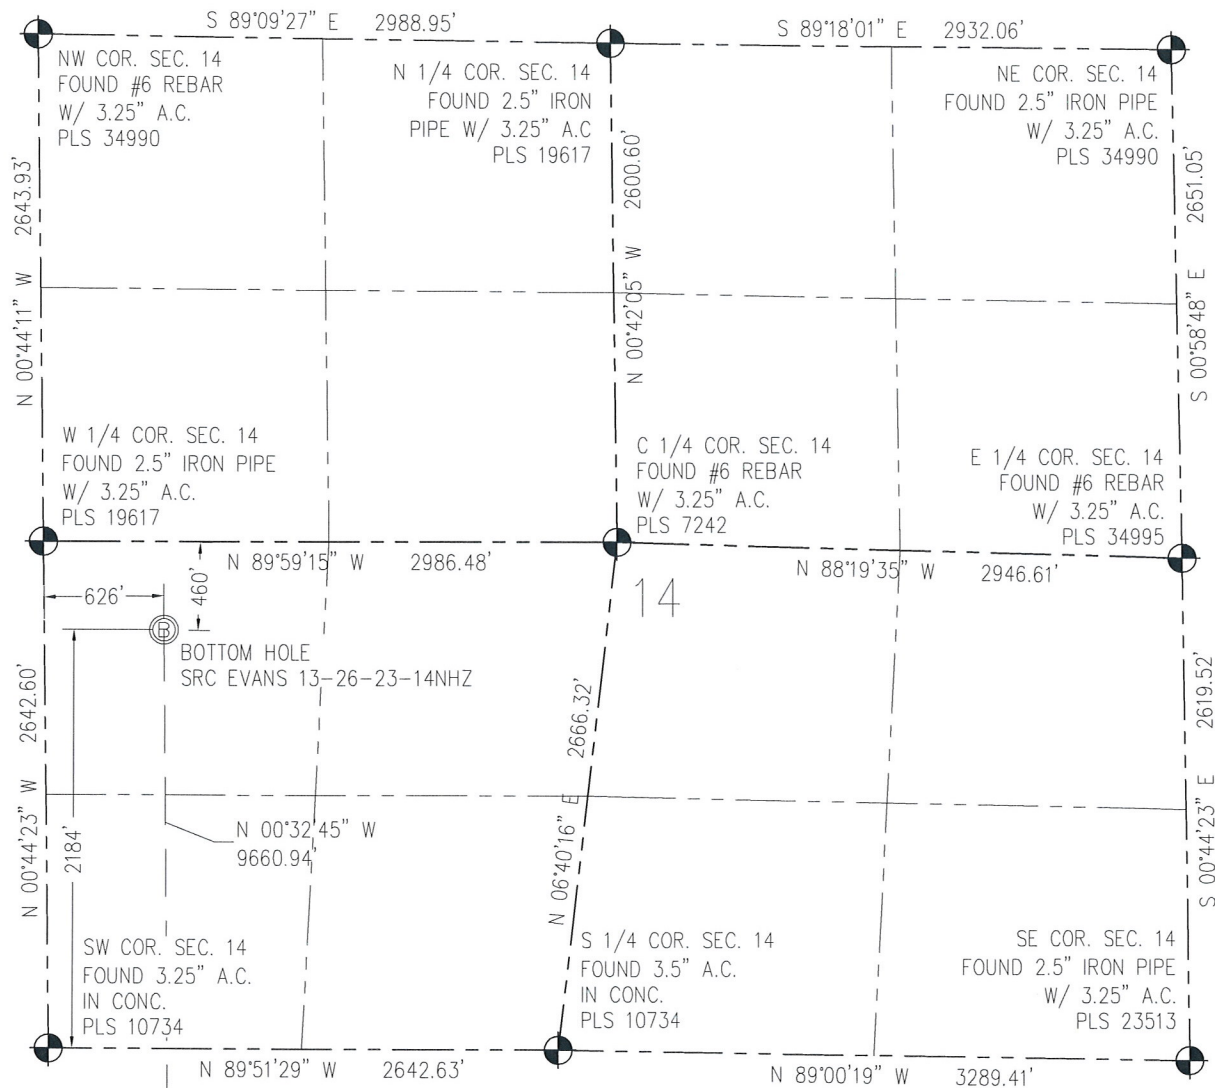 S 89°09'27" E 2988.95'
S 89°18'01" E 2932.06'
NW COR. SEC. 14
FOUND #6 REBAR
W/ 3.25" A.C.
PLS 34990
N 1/4 COR. SEC. 14
FOUND 2.5" IRON
PIPE W/ 3.25" A.C
PLS 19617
NE COR. SEC. 14
FOUND 2.5" IRON PIPE
W/ 3.25" A.C.
PLS 34990
N 00°44'11" W 2643.93'
N 00°42'05" W 2600.60'
S 00°58'48" E 2651.05'
W 1/4 COR. SEC. 14
FOUND 2.5" IRON PIPE
W/ 3.25" A.C.
PLS 19617
C 1/4 COR. SEC. 14
FOUND #6 REBAR
W/ 3.25" A.C.
PLS 7242
E 1/4 COR. SEC. 14
FOUND #6 REBAR
W/ 3.25" A.C.
PLS 34995
N 89°59'15" W 2986.48'
N 88°19'35" W 2946.61'
626'
460'
14
B
BOTTOM HOLE
SRC EVANS 13-26-23-14NHZ
N 00°44'23" W 2642.60'
2184'
N 00°32'45" W
9660.94'
N 06°40'16" E 2666.32'
S 00°44'23" E 2619.52'
SW COR. SEC. 14
FOUND 3.25" A.C.
IN CONC.
PLS 10734
S 1/4 COR. SEC. 14
FOUND 3.5" A.C.
IN CONC.
PLS 10734
SE COR. SEC. 14
FOUND 2.5" IRON PIPE
W/ 3.25" A.C.
PLS 23513
N 89°51'29" W 2642.63'
N 89°00'19" W 3289.41'